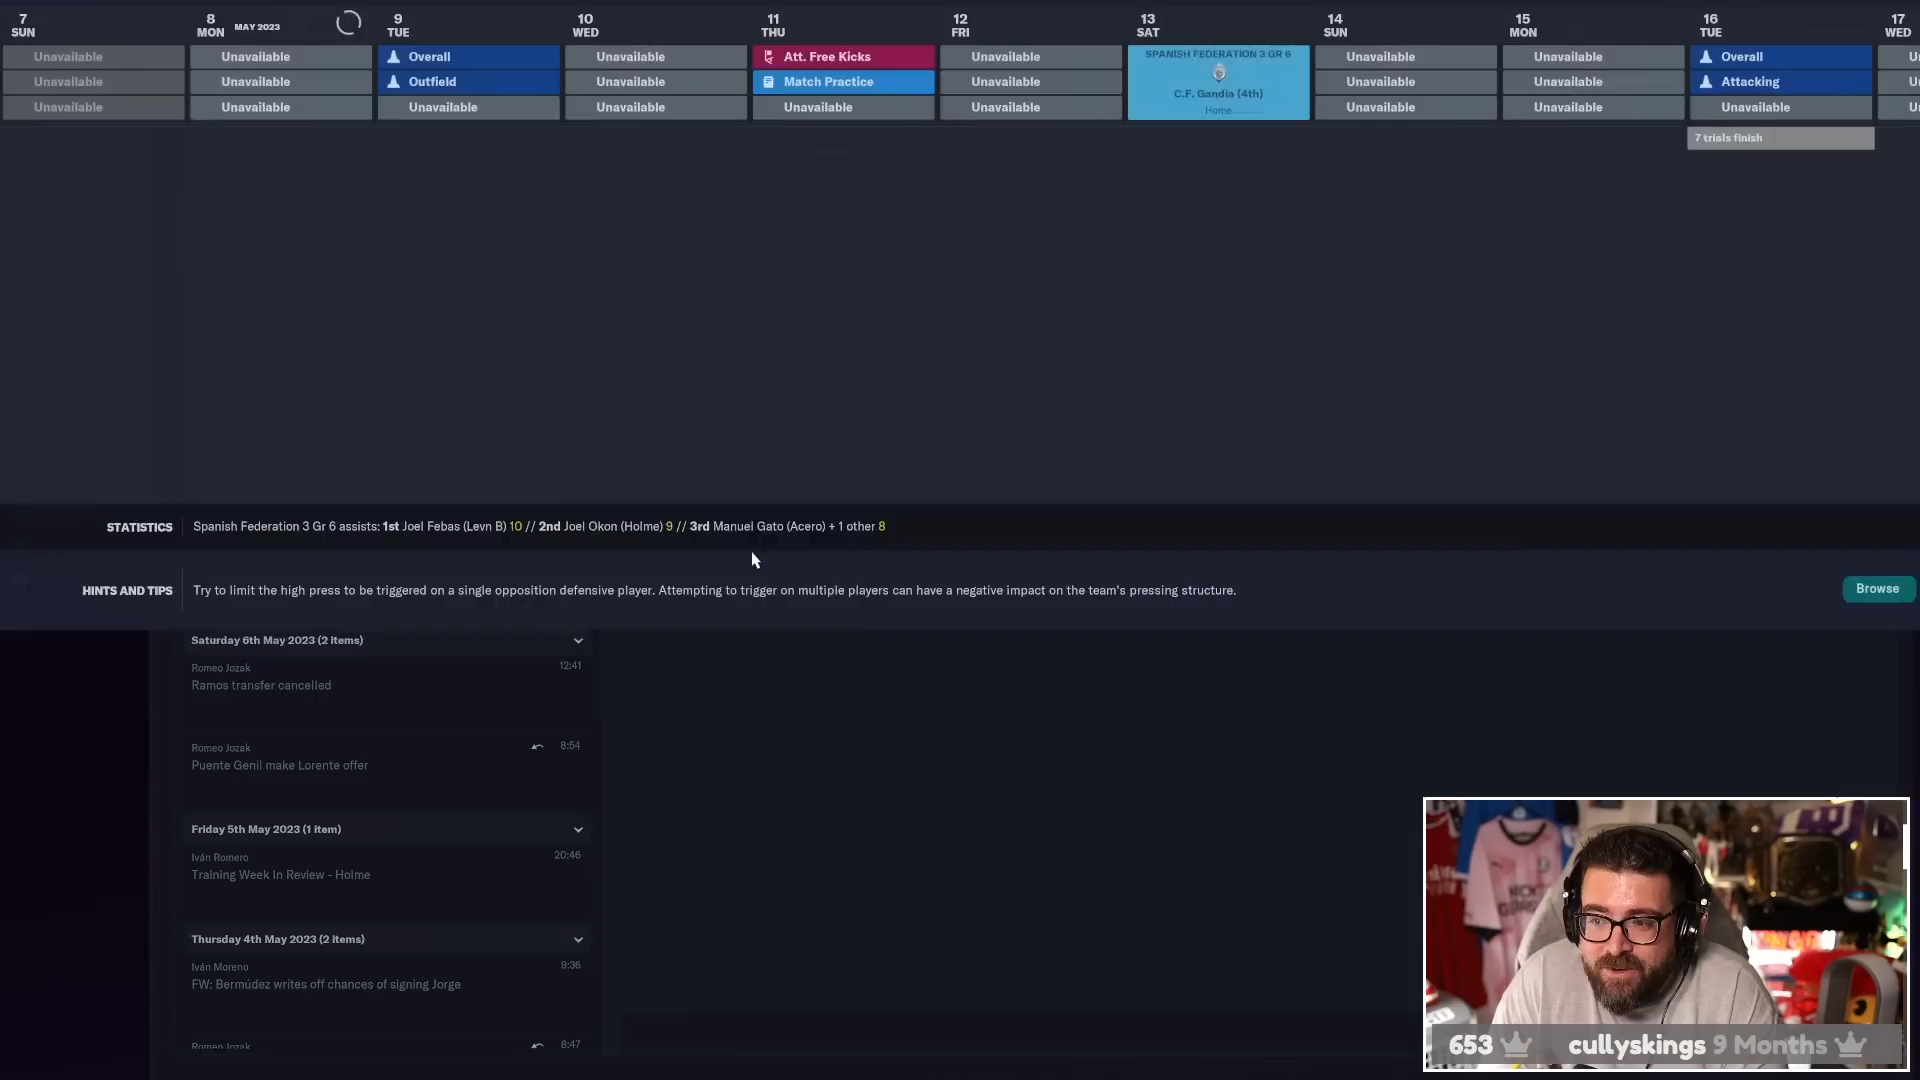 7 SUN
8 MON MAY 2023
9 TUE
10 WED
11 THU
12 FRI
13 SAT
14 SUN
15 MON
16 TUE
17 WED
Unavailable
Unavailable
Overall
Unavailable
Att. Free Kicks
Unavailable
SPANISH FEDERATION 3 GR 6
Unavailable
Unavailable
Overall
Unavailable
Unavailable
Outfield
Unavailable
Match Practice
Unavailable
C.F. Gandia (4th)
Unavailable
Unavailable
Attacking
Unavailable
Unavailable
Unavailable
Unavailable
Unavailable
Unavailable
Home
Unavailable
Unavailable
Unavailable
7 trials finish
STATISTICS
Spanish Federation 3 Gr 6 assists: 1st Joel Febas (Levn B) 10 // 2nd Joel Okon (Holme) 9 // 3rd Manuel Gato (Acero) + 1 other 8
HINTS AND TIPS
Try to limit the high press to be triggered on a single opposition defensive player. Attempting to trigger on multiple players can have a negative impact on the team's pressing structure.
Browse
Saturday 6th May 2023 (2 items)
Romeo Jozak 12:41
Ramos transfer cancelled
Romeo Jozak 8:54
Puente Genil make Lorente offer
Friday 5th May 2023 (1 item)
Iván Romero 20:46
Training Week In Review - Holme
Thursday 4th May 2023 (2 items)
Iván Moreno 9:36
FW: Bermúdez writes off chances of signing Jorge
Romeo Jozak 8:47
653 cullyskings 9 Months